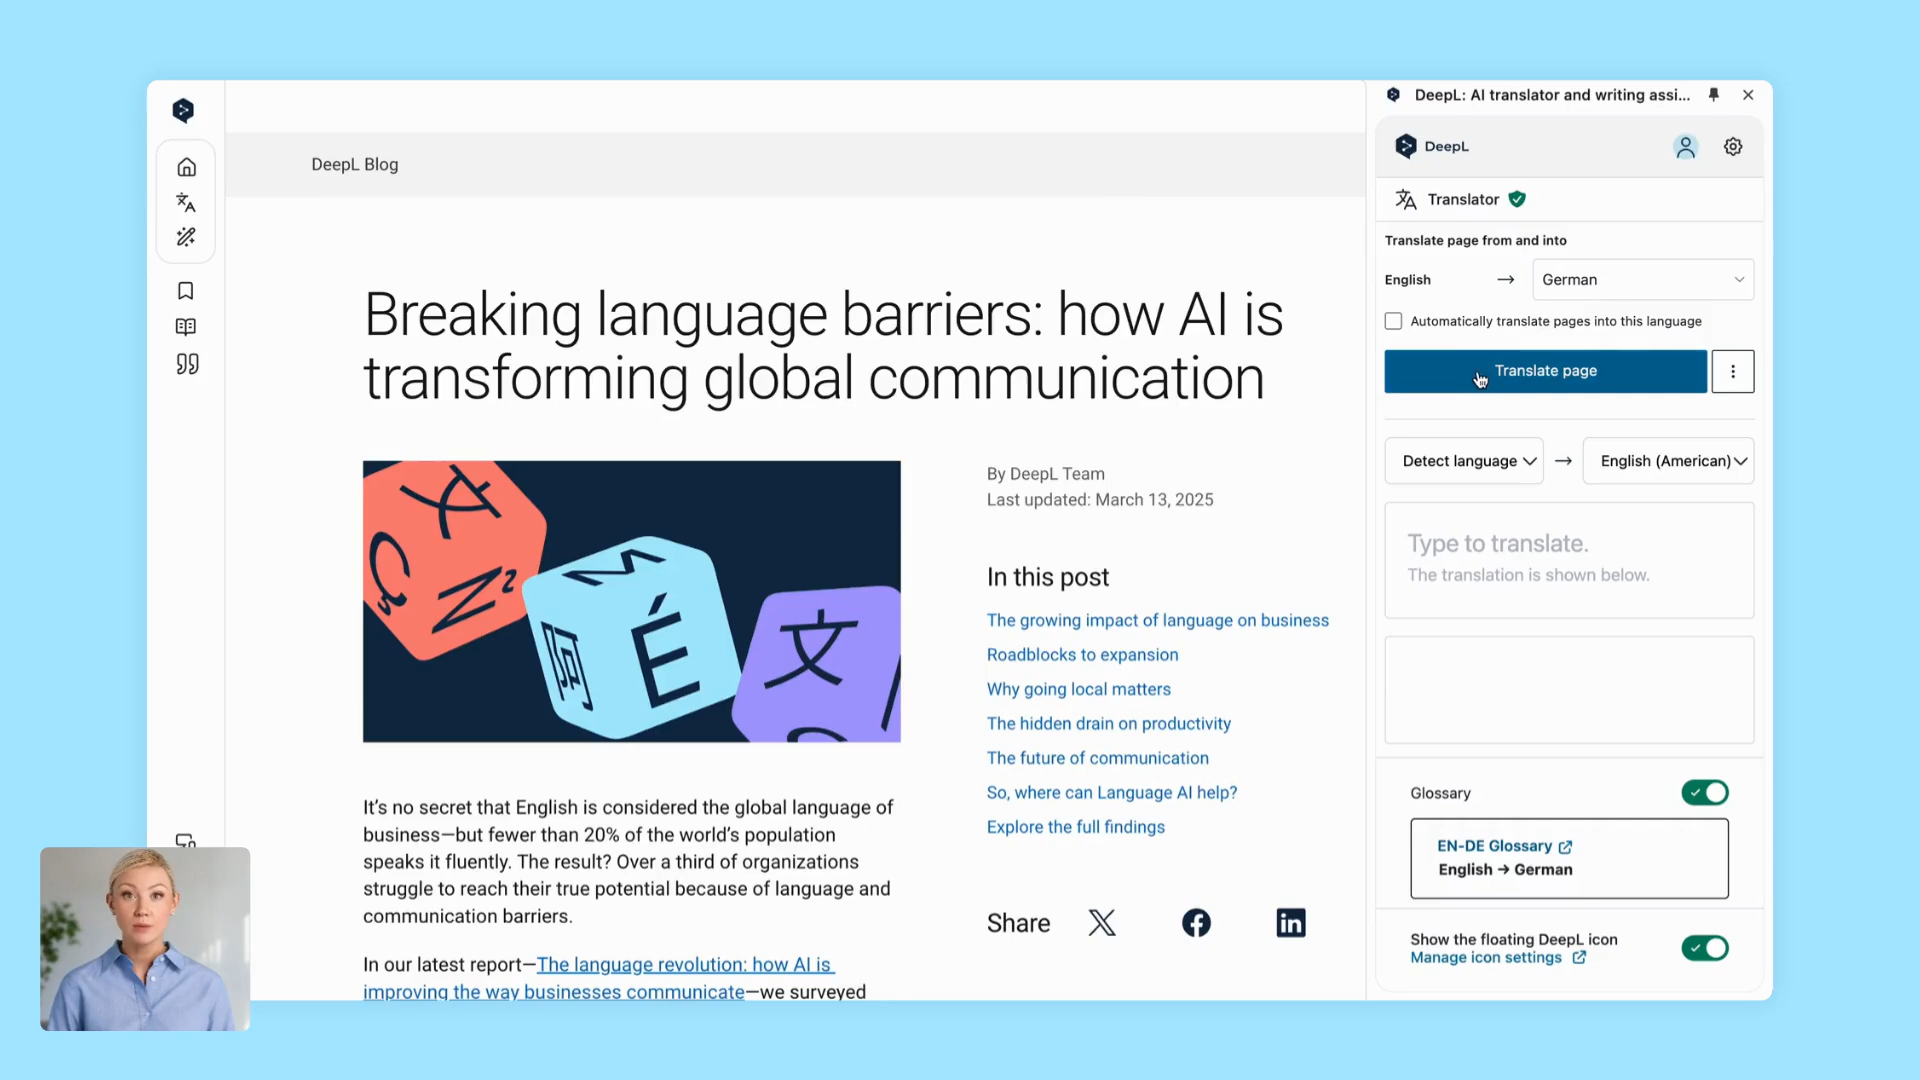 DeepL Blog
Breaking language barriers: how AI is
transforming global communication
文
Ç
Z²
M
阿
É
文
By DeepL Team
Last updated: March 13, 2025
In this post
The growing impact of language on business
Roadblocks to expansion
Why going local matters
The hidden drain on productivity
The future of communication
So, where can Language AI help?
Explore the full findings
Share
It’s no secret that English is considered the global language of
business—but fewer than 20% of the world’s population
speaks it fluently. The result? Over a third of organizations
struggle to reach their true potential because of language and
communication barriers.
In our latest report—The language revolution: how AI is
improving the way businesses communicate—we surveyed
DeepL: AI translator and writing assi...
DeepL
Translator
Translate page from and into
English → German
Automatically translate pages into this language
Translate page
Detect language → English (American)
Type to translate.
The translation is shown below.
Glossary
EN-DE Glossary
English → German
Show the floating DeepL icon
Manage icon settings